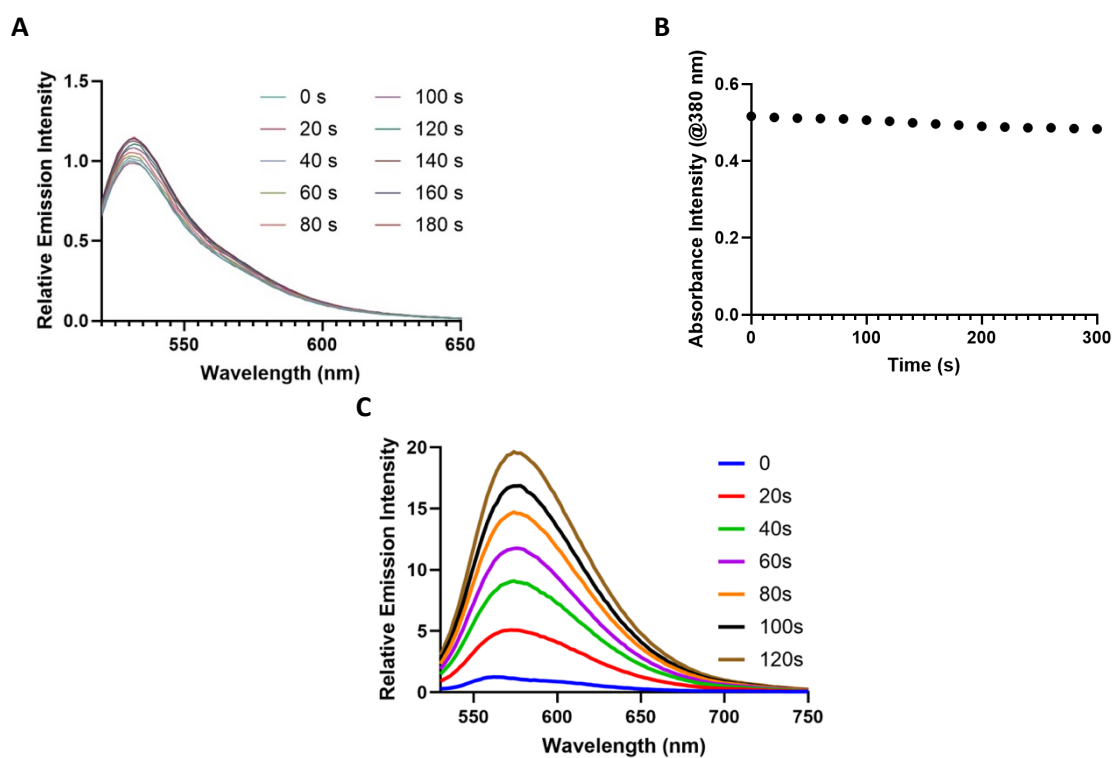 A
Relative Emission Intensity
1.5
1.0
0.5
0.0
550
600
650
Wavelength (nm)
0 s
20 s
40 s
60 s
80 s
100 s
120 s
140 s
160 s
180 s
B
Absorbance Intensity (@380 nm)
0.6
0.4
0.2
0.0
0
100
200
300
Time (s)
C
Relative Emission Intensity
20
15
10
5
0
550
600
650
700
750
Wavelength (nm)
0
20s
40s
60s
80s
100s
120s